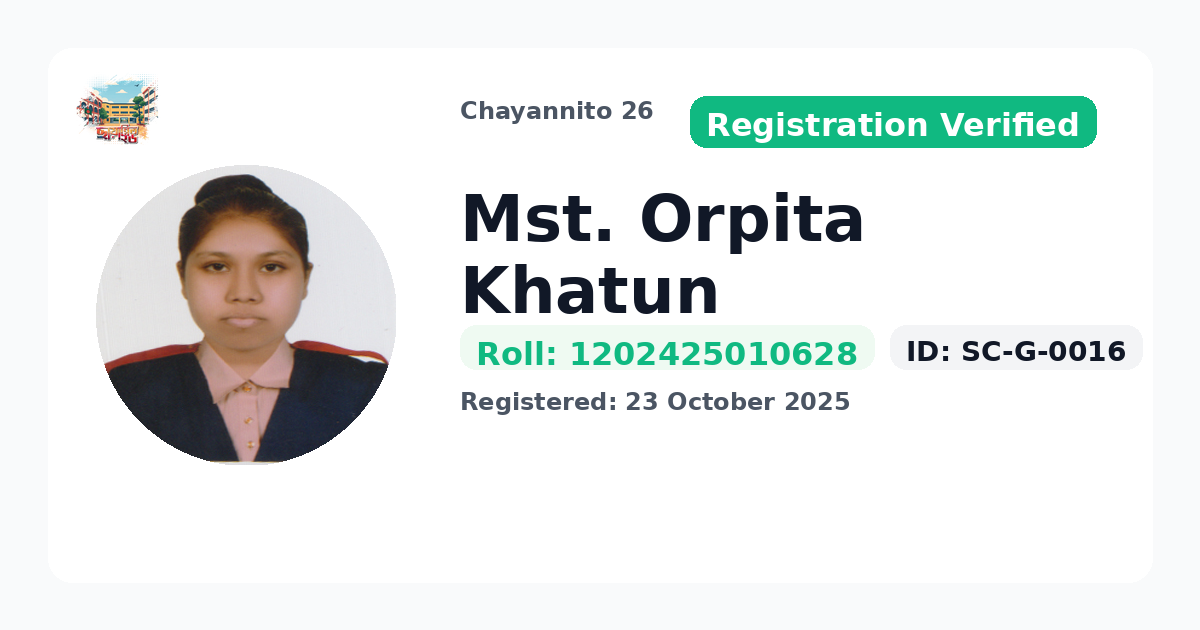 Chayannito 26
Registration Verified
Mst. Orpita
Khatun
Roll: 1202425010628
ID: SC-G-0016
Registered: 23 October 2025